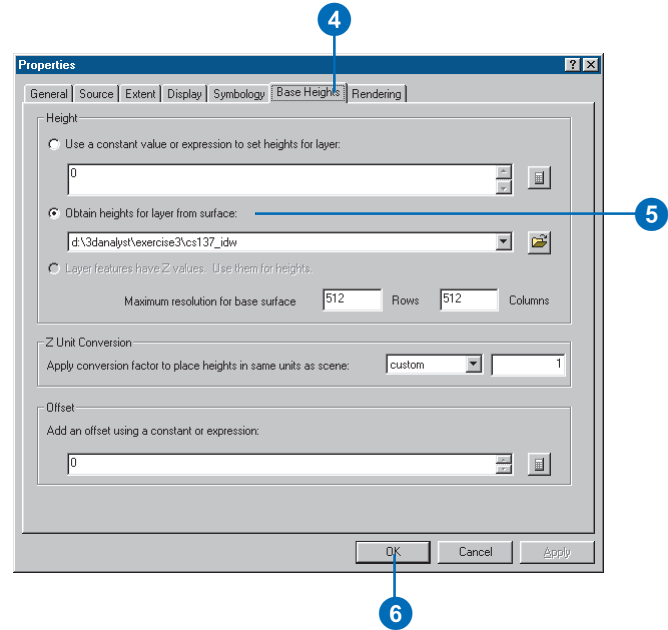 4
Properties
General Source Extent Display Symbology Base Heights Rendering
Height
Use a constant value or expression to set heights for layer:
0
Obtain heights for layer from surface:
5
d:\3danalyst\exercise3\cs137_idw
Layer features have Z values. Use them for heights.
Maximum resolution for base surface 512 Rows 512 Columns
Z Unit Conversion
Apply conversion factor to place heights in same units as scene: custom 1
Offset
Add an offset using a constant or expression:
0
OK Cancel Apply
6